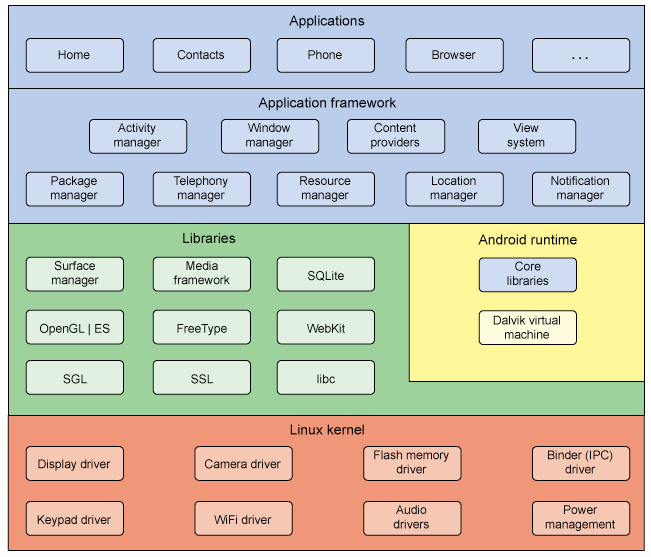 Applications
Home
Contacts
Phone
Browser
...
Application framework
Activity
manager
Window
manager
Content
providers
View
system
Package
manager
Telephony
manager
Resource
manager
Location
manager
Notification
manager
Libraries
Surface
manager
Media
framework
SQLite
OpenGL | ES
FreeType
WebKit
SGL
SSL
libc
Android runtime
Core
libraries
Dalvik virtual
machine
Linux kernel
Display driver
Camera driver
Flash memory
driver
Binder (IPC)
driver
Keypad driver
WiFi driver
Audio
drivers
Power
management